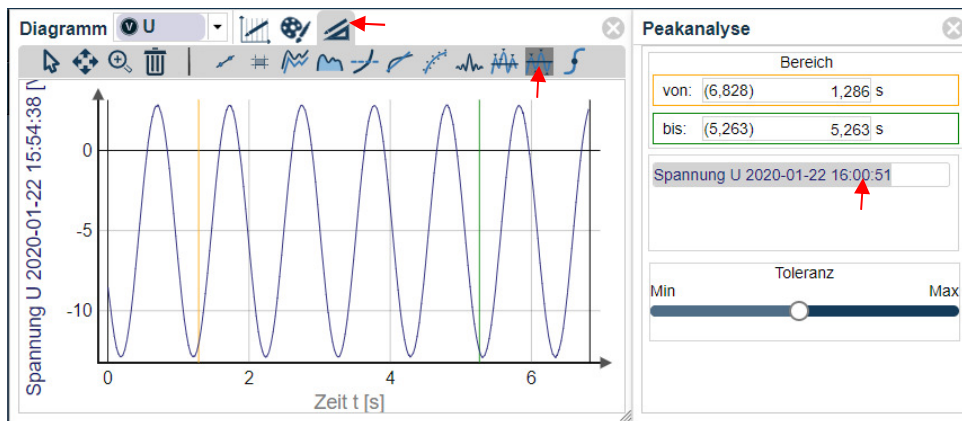 Diagramm V U
Peakanalyse
Bereich
von: (6,828) 1,286 s
bis: (5,263) 5,263 s
Spannung U 2020-01-22 16:00:51
Toleranz
Min Max
Spannung U 2020-01-22 15:54:38 [V
0
-5
-10
0 2 4 6
Zeit t [s]